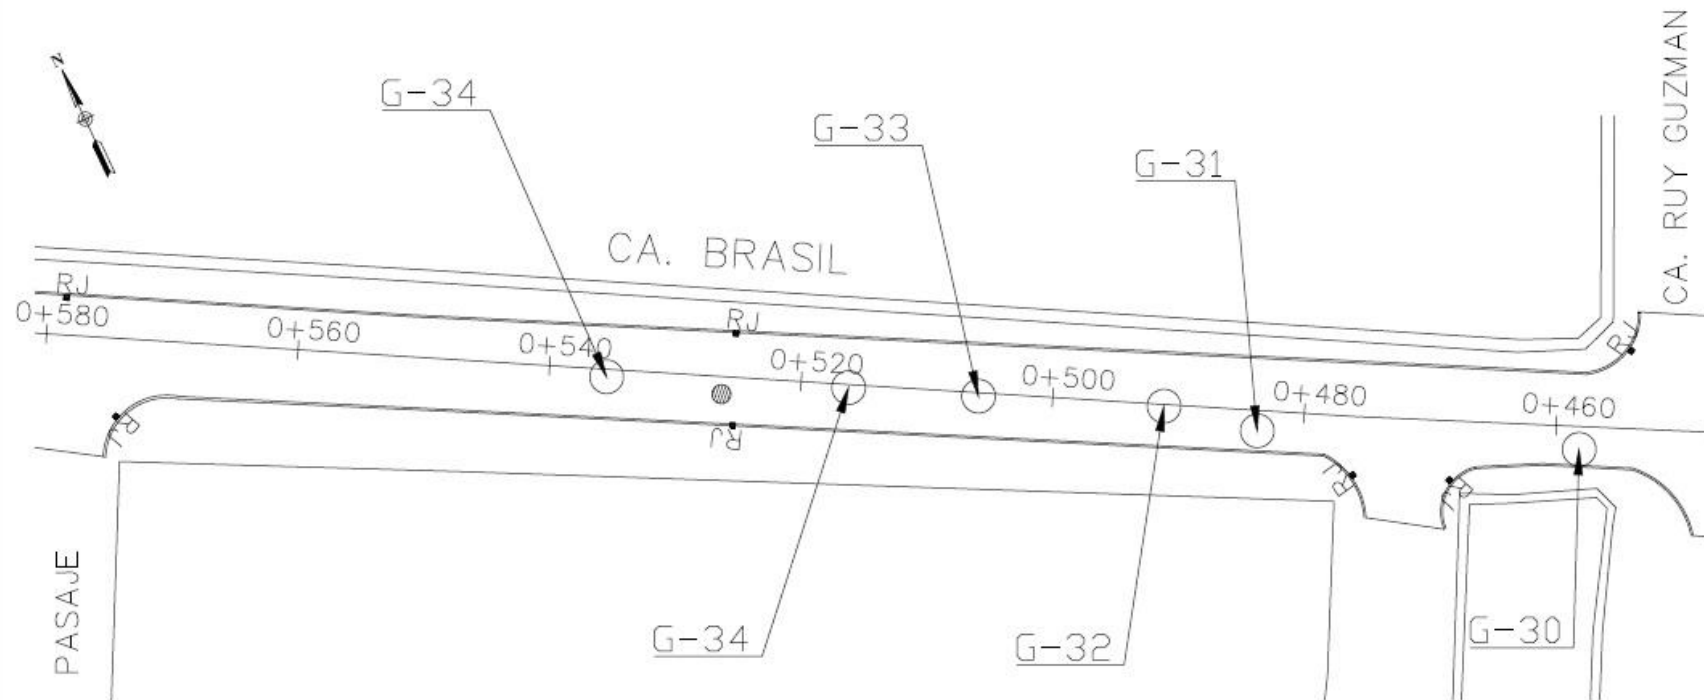 N
G-34
G-33
G-31
CA. RUY GUZMAN
CA. BRASIL
RJ
RJ
RJ
0+580
0+560
0+540
0+520
0+500
0+480
0+460
RJ
RJ
RJ
RJ
PASAJE
G-34
G-32
G-30